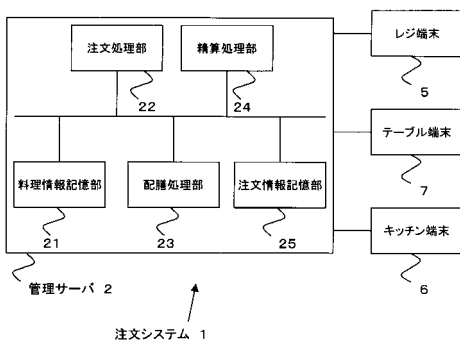 注文処理部
22
精算処理部
24
料理情報記憶部
21
配膳処理部
23
注文情報記憶部
25
管理サーバ 2
レジ端末
5
テーブル端末
7
キッチン端末
6
注文システム 1